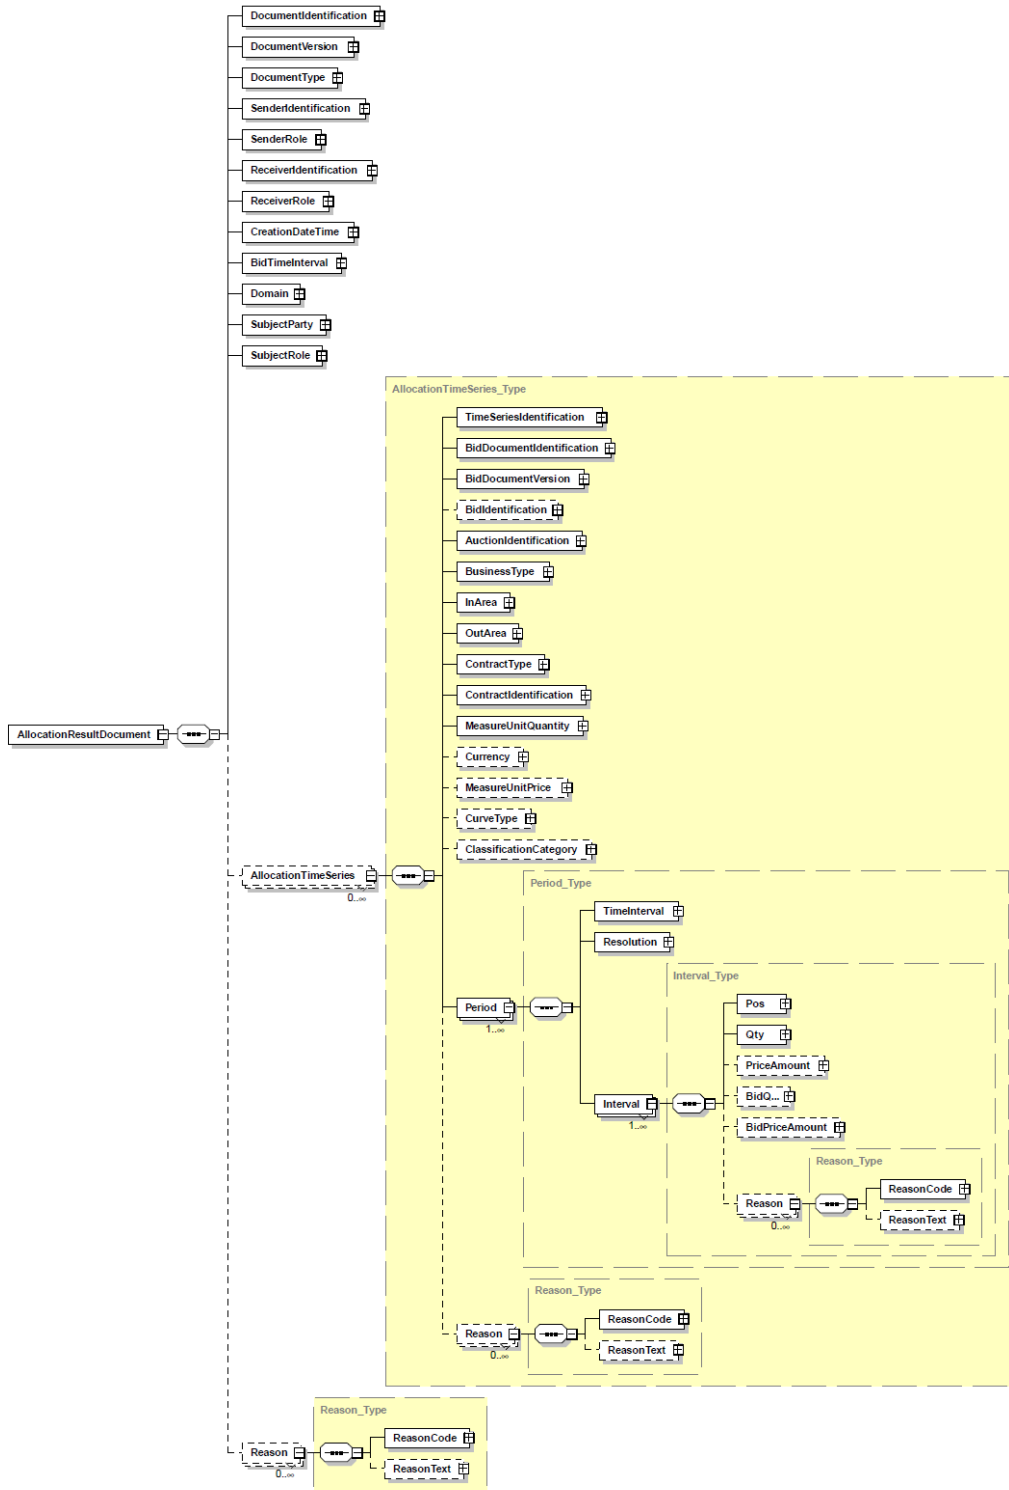 DocumentIdentification
DocumentVersion
DocumentType
SenderIdentification
SenderRole
ReceiverIdentification
ReceiverRole
CreationDateTime
BidTimeInterval
Domain
SubjectParty
SubjectRole
AllocationTimeSeries_Type
TimeSeriesIdentification
BidDocumentIdentification
BidDocumentVersion
BidIdentification
AuctionIdentification
BusinessType
InArea
OutArea
ContractType
ContractIdentification
MeasureUnitQuantity
AllocationResultDocument
Currency
MeasureUnitPrice
CurveType
ClassificationCategory
AllocationTimeSeries
0..∞
Period_Type
TimeInterval
Resolution
Interval_Type
Period
1..∞
Pos
Qty
PriceAmount
BidQ...
Interval
1..∞
BidPriceAmount
Reason_Type
ReasonCode
Reason
0..∞
ReasonText
Reason_Type
ReasonCode
Reason
0..∞
ReasonText
Reason_Type
ReasonCode
Reason
0..∞
ReasonText